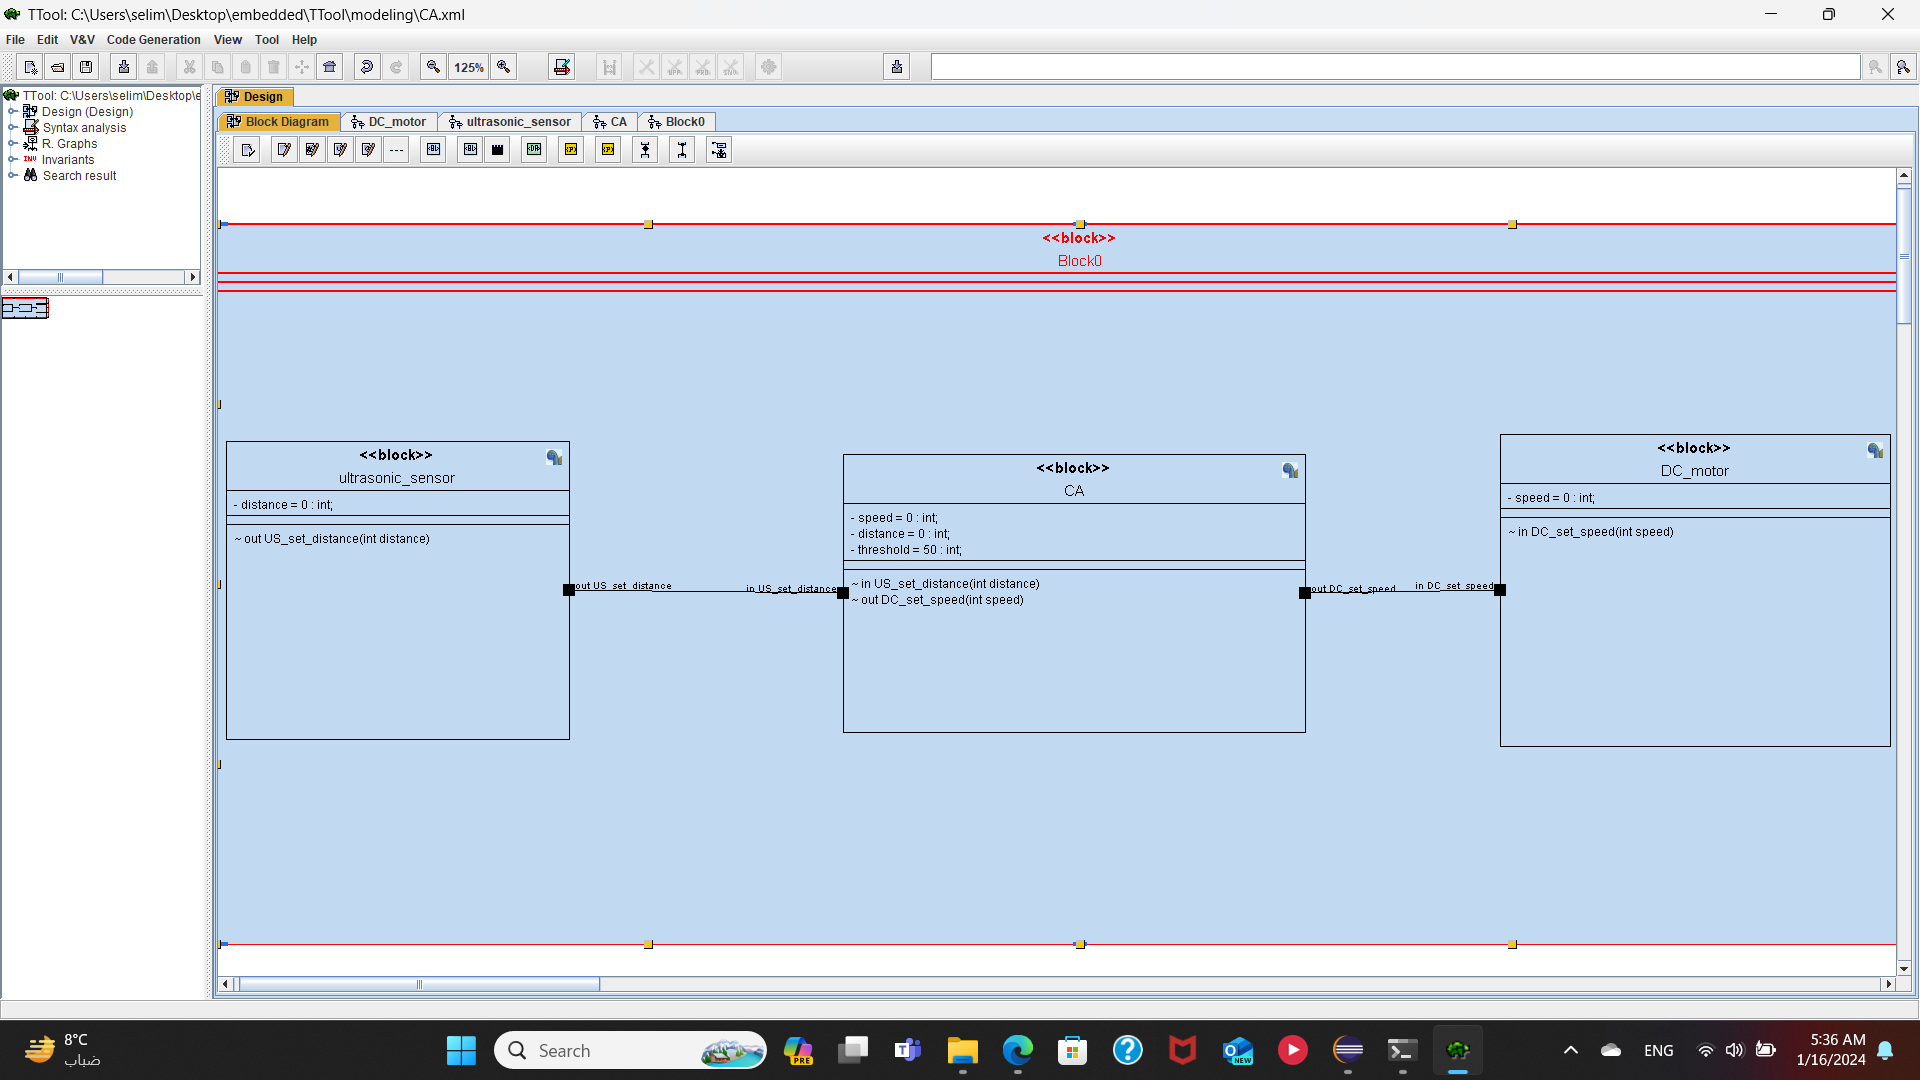 TTool: C:\Users\selim\Desktop\embedded\TTool\modeling\CA.xml
File Edit V&V Code Generation View Tool Help
125%
TTool: C:\Users\selim\Desktop\e
Design (Design)
Syntax analysis
R. Graphs
INV Invariants
Search result
Design
Block Diagram DC_motor ultrasonic_sensor CA Block0
<<block>>
Block0
<<block>>
ultrasonic_sensor
- distance = 0 : int;
~ out US_set_distance(int distance)
out US_set_distance
in US_set_distance
<<block>>
CA
- speed = 0 : int;
- distance = 0 : int;
- threshold = 50 : int;
~ in US_set_distance(int distance)
~ out DC_set_speed(int speed)
out DC_set_speed
in DC_set_speed
<<block>>
DC_motor
- speed = 0 : int;
~ in DC_set_speed(int speed)
8°C
ضباب
Search
PRE
NEW
ENG
5:36 AM
1/16/2024